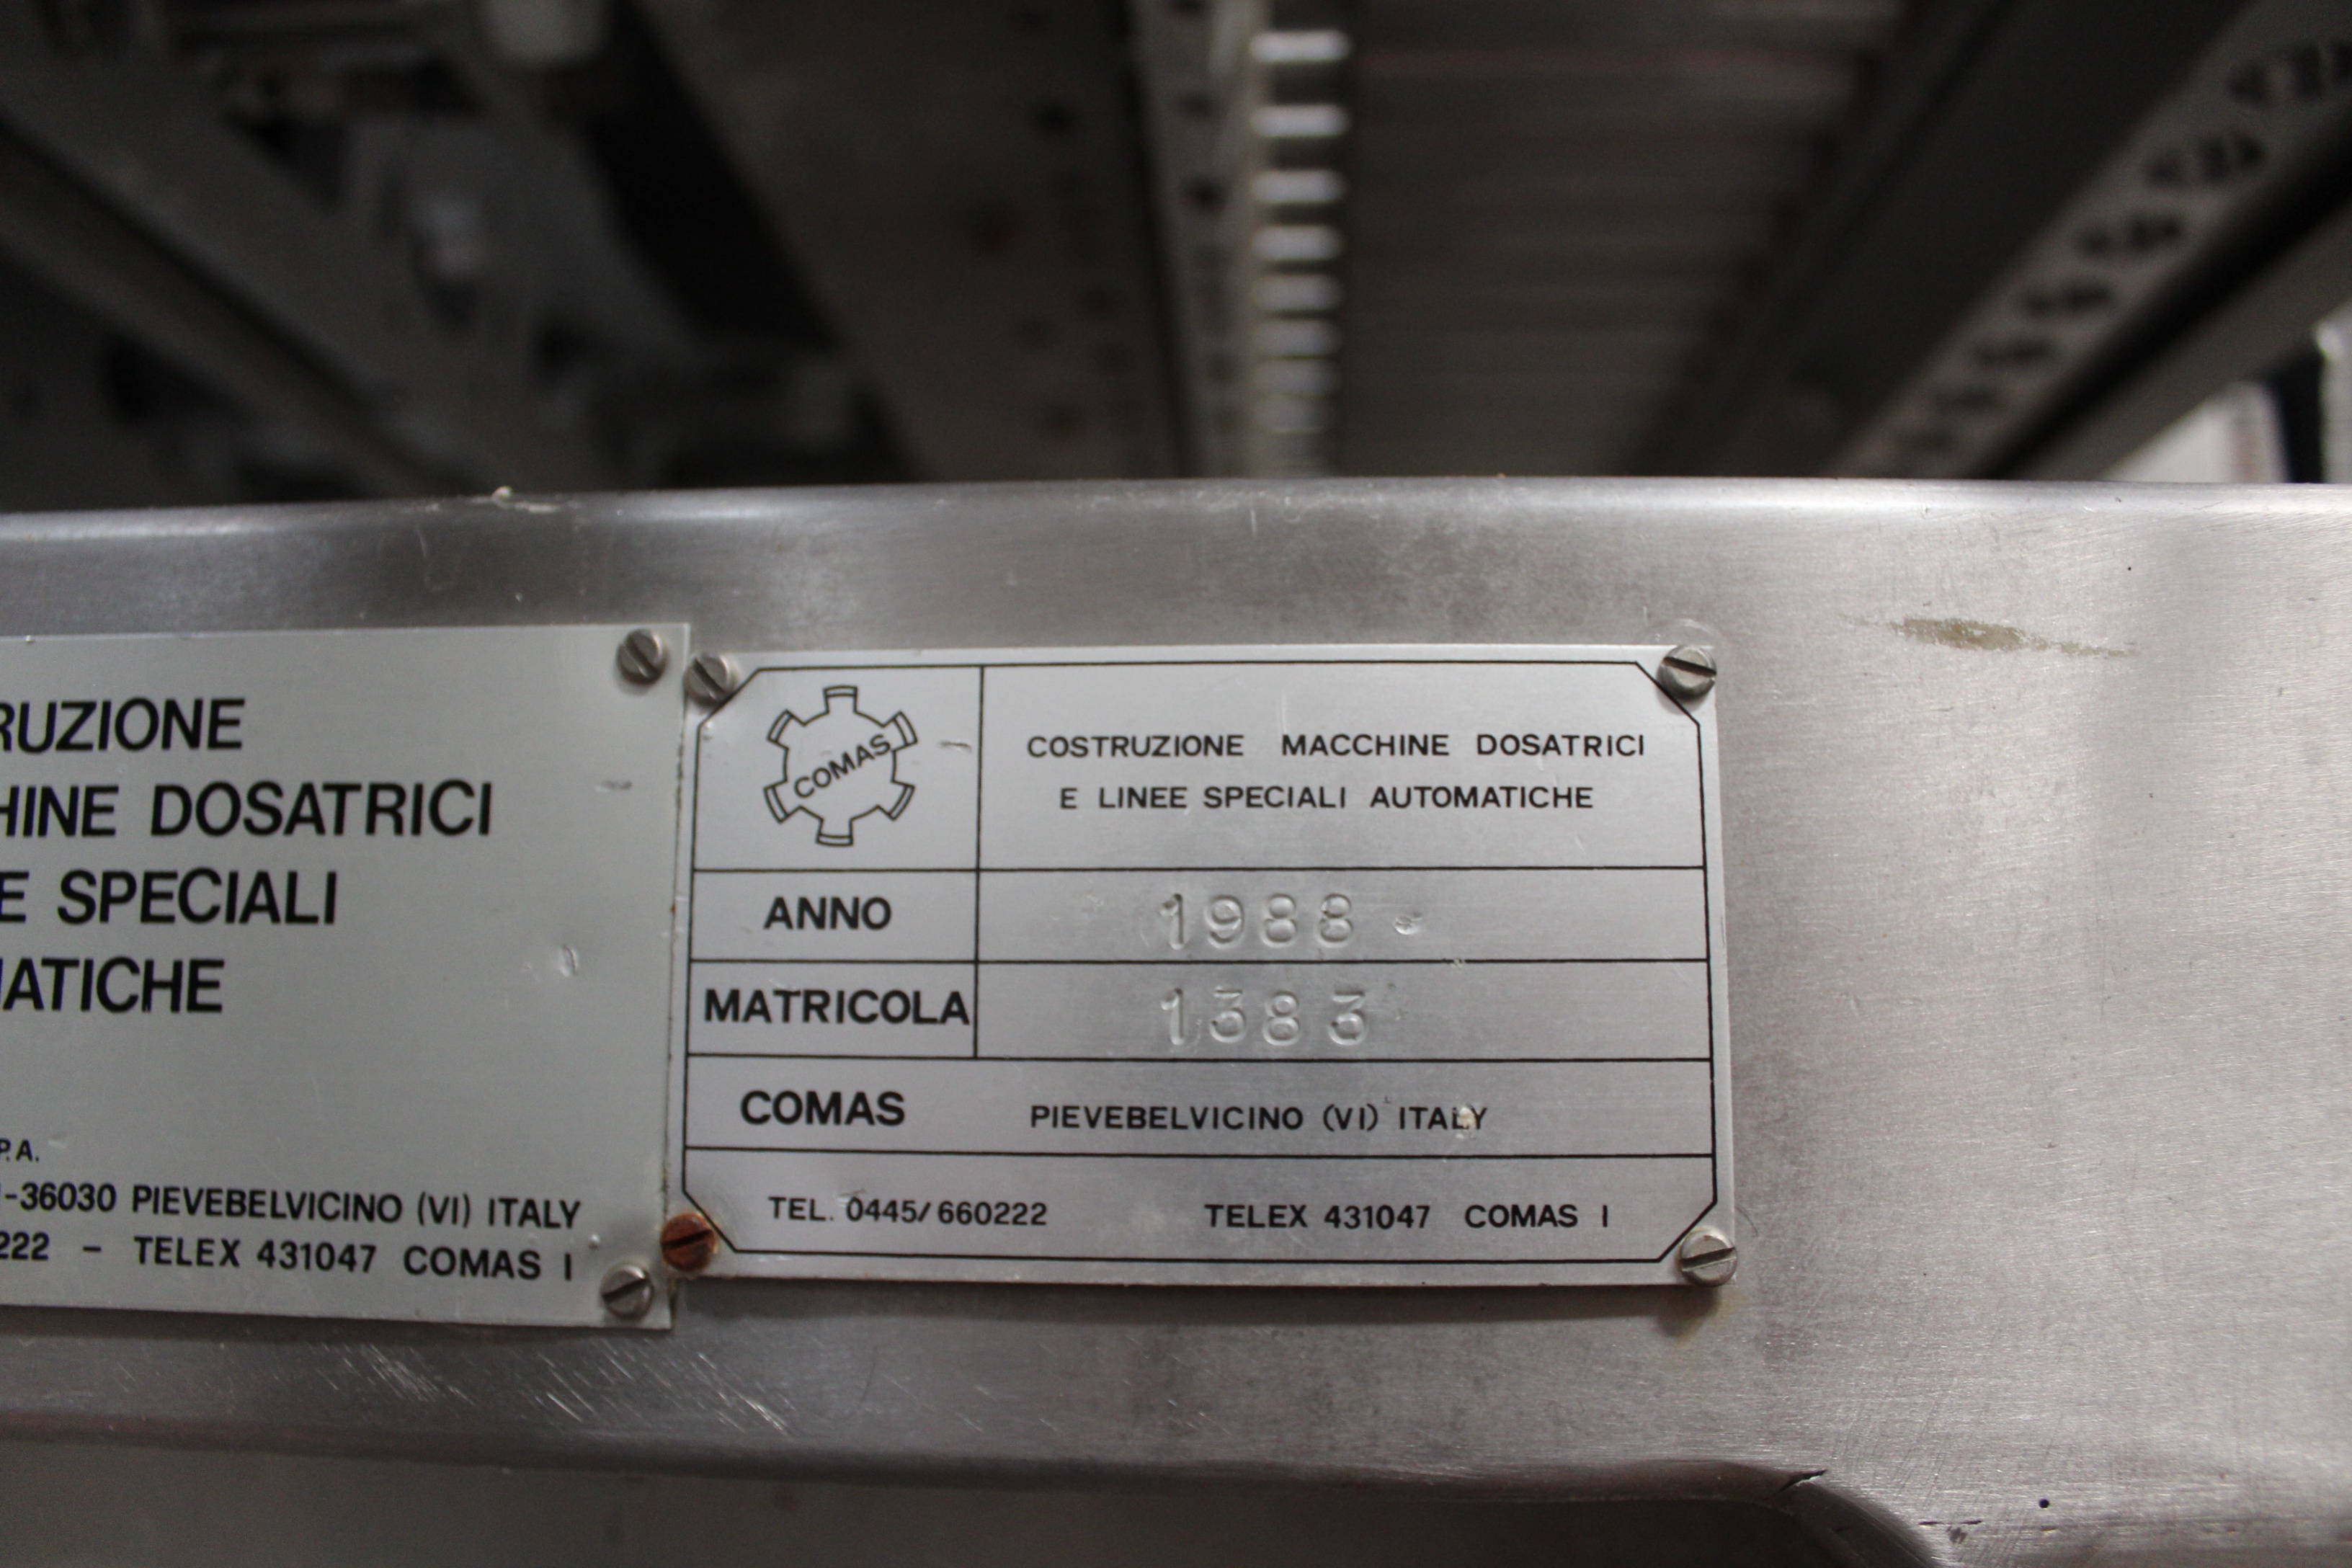 RUZIONE
HINE DOSATRICI
E SPECIALI
MATICHE
P.A.
-36030 PIEVEBELVICINO (VI) ITALY
222 - TELEX 431047 COMAS I
COMAS
COSTRUZIONE MACCHINE DOSATRICI
E LINEE SPECIALI AUTOMATICHE
ANNO 1988
MATRICOLA 1383
COMAS PIEVEBELVICINO (VI) ITALY
TEL. 0445/660222 TELEX 431047 COMAS I